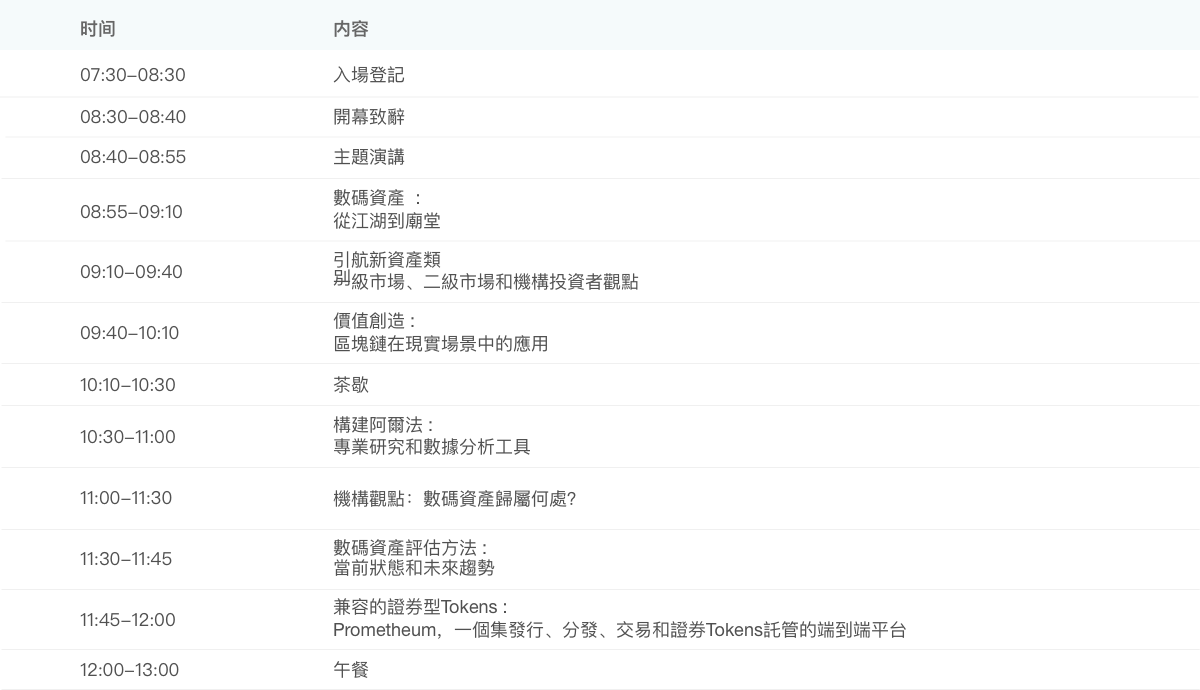 时间 内容
07:30–08:30 入場登記
08:30–08:40 開幕致辭
08:40–08:55 主題演講
08:55–09:10 數碼資產 ：
從江湖到廟堂
09:10–09:40 引航新資產類
別
級市場、二級市場和機構投資者觀點
09:40–10:10 價值創造：
區塊鏈在現實場景中的應用
10:10–10:30 茶歇
10:30–11:00 構建阿爾法：
專業研究和數據分析工具
11:00–11:30 機構觀點：數碼資產歸屬何處？
11:30–11:45 數碼資產評估方法：
當前狀態和未來趨勢
11:45–12:00 兼容的證券型Tokens：
Prometheum，一個集發行、分發、交易和證券Tokens託管的端到端平台
12:00–13:00 午餐